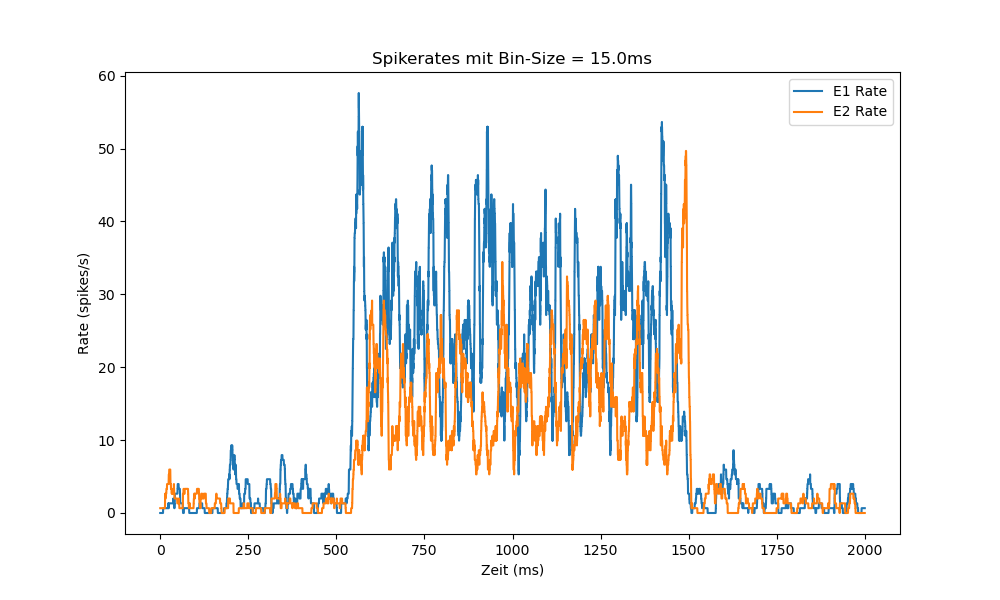 Spikerates mit Bin-Size = 15.0ms
E1 Rate
E2 Rate
60
50
40
30
20
10
0
Rate (spikes/s)
0 250 500 750 1000 1250 1500 1750 2000
Zeit (ms)